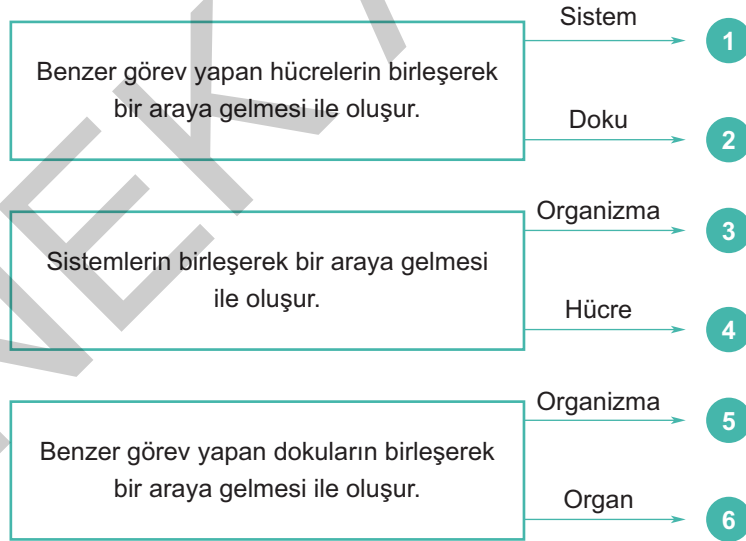 Sistem
1
Benzer görev yapan hücrelerin birleşerek
bir araya gelmesi ile oluşur.
Doku
2
Organizma
3
Sistemlerin birleşerek bir araya gelmesi
ile oluşur.
Hücre
4
Organizma
5
Benzer görev yapan dokuların birleşerek
bir araya gelmesi ile oluşur.
Organ
6